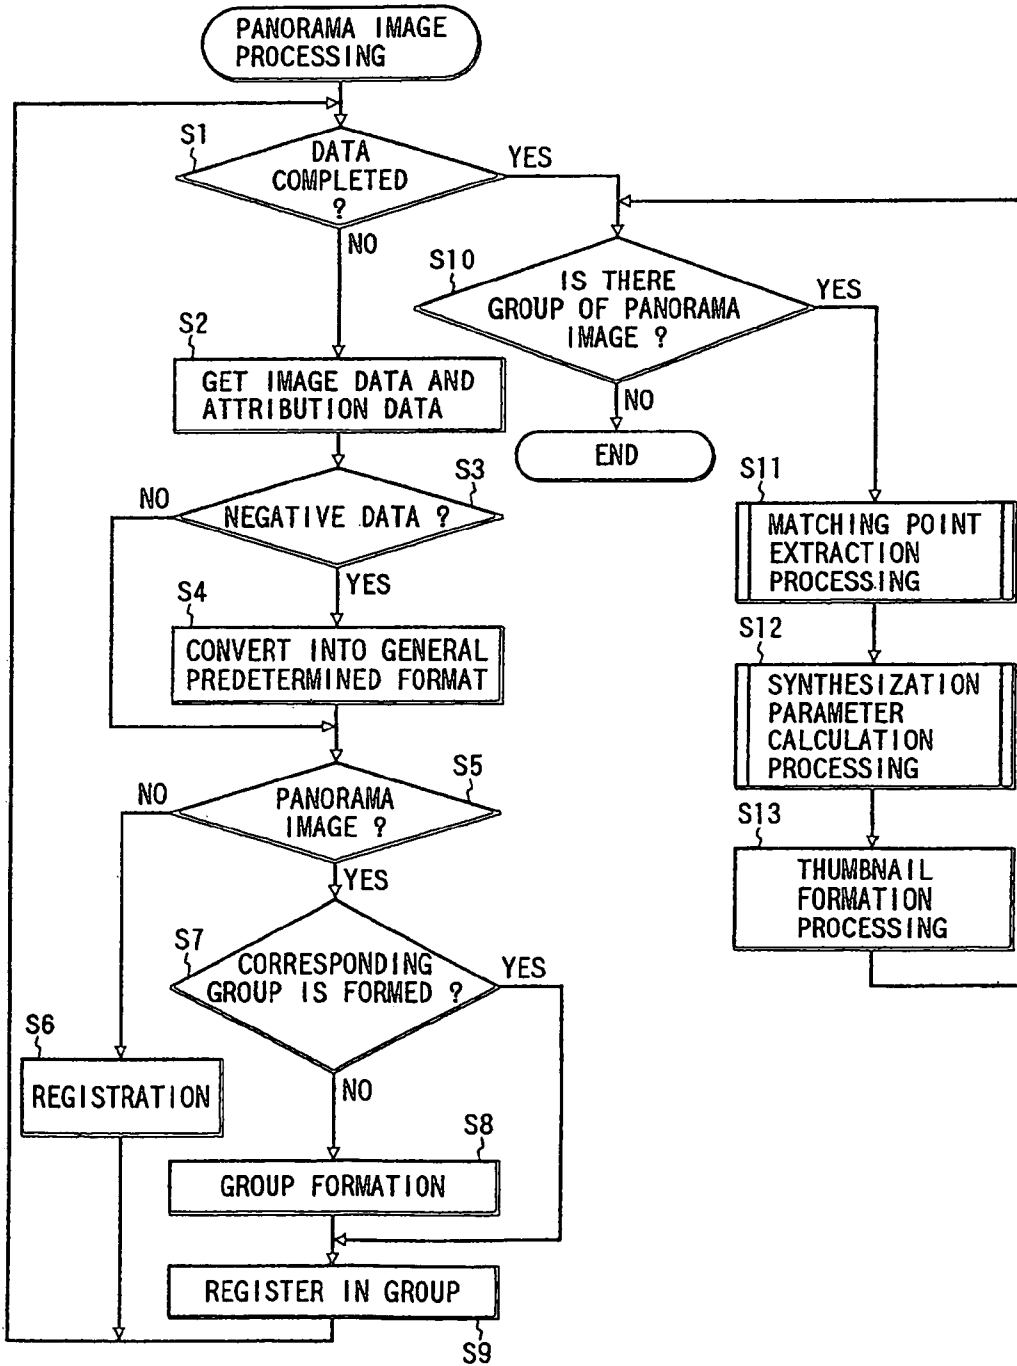 PANORAMA IMAGE
PROCESSING
S1
DATA
COMPLETED
?
YES
NO
S10
IS THERE
GROUP OF PANORAMA
IMAGE ?
YES
NO
END
S2
GET IMAGE DATA AND
ATTRIBUTION DATA
S3
NEGATIVE DATA ?
NO
YES
S4
CONVERT INTO GENERAL
PREDETERMINED FORMAT
S5
PANORAMA
IMAGE ?
NO
YES
S7
CORRESPONDING
GROUP IS FORMED ?
YES
NO
S6
REGISTRATION
S8
GROUP FORMATION
REGISTER IN GROUP
S9
S11
MATCHING POINT
EXTRACTION
PROCESSING
S12
SYNTHESIZATION
PARAMETER
CALCULATION
PROCESSING
S13
THUMBNAIL
FORMATION
PROCESSING